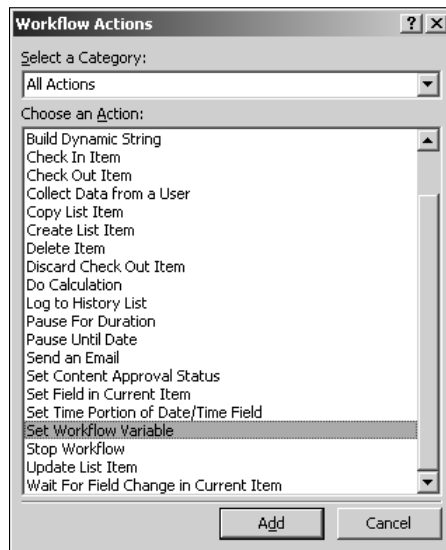 Workflow Actions
Select a Category:
All Actions
Choose an Action:
Build Dynamic String
Check In Item
Check Out Item
Collect Data from a User
Copy List Item
Create List Item
Delete Item
Discard Check Out Item
Do Calculation
Log to History List
Pause For Duration
Pause Until Date
Send an Email
Set Content Approval Status
Set Field in Current Item
Set Time Portion of Date/Time Field
Set Workflow Variable
Stop Workflow
Update List Item
Wait For Field Change in Current Item
Add Cancel